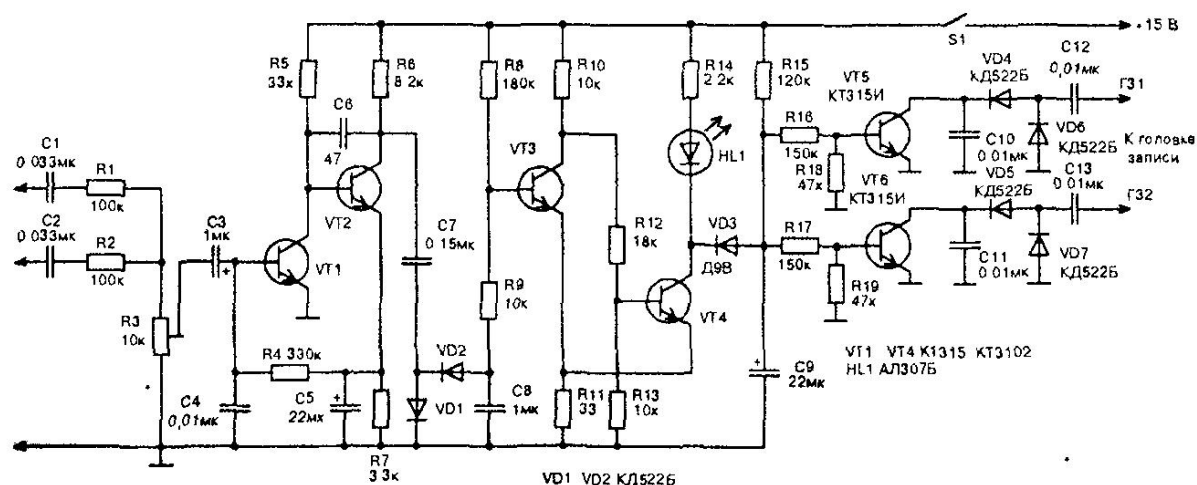 +15 В
S1
R5
33к
R6
8.2к
R8
180к
R10
10к
R14
2.2к
R15
120к
C6
47
VT2
VT3
HL1
VT5
КТ315И
R16
150к
R18
47к
VT6
КТ315И
VD4
КД522Б
C12
0,01мк
ГЗ1
C10
0.01мк
VD6
КД522Б
К головке
записи
VD5
КД522Б
C13
0.01мк
ГЗ2
C1
0.033мк
R1
100к
C2
0.033мк
R2
100к
C3
1мк
VT1
C7
0.15мк
R12
18к
VD3
Д9В
R17
150к
R19
47к
C11
0.01мк
VD7
КД522Б
R9
10к
VT4
R3
10к
R4 330к
C4
0,01мк
C5
22мк
VD2
VD1
C8
1мк
R11
33
R13
10к
C9
22мк
R7
3.3к
VT1 VT4 КТ315 КТ3102
HL1 АЛ307Б
VD1 VD2 КД522Б